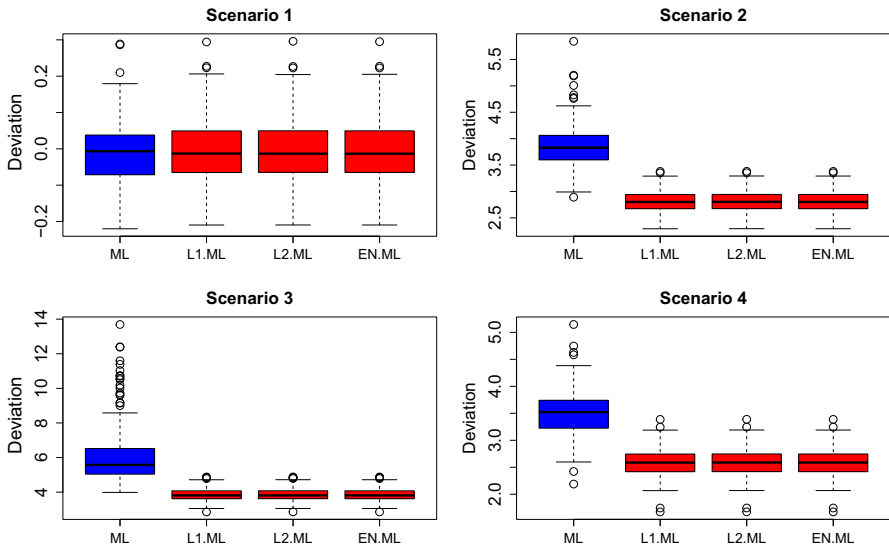 Scenario 1
Deviation
0.2
0.0
−0.2
ML L1.ML L2.ML EN.ML
Scenario 2
Deviation
5.5
4.5
3.5
2.5
ML L1.ML L2.ML EN.ML
Scenario 3
Deviation
14
12
10
8
6
4
ML L1.ML L2.ML EN.ML
Scenario 4
Deviation
5.0
4.0
3.0
2.0
ML L1.ML L2.ML EN.ML